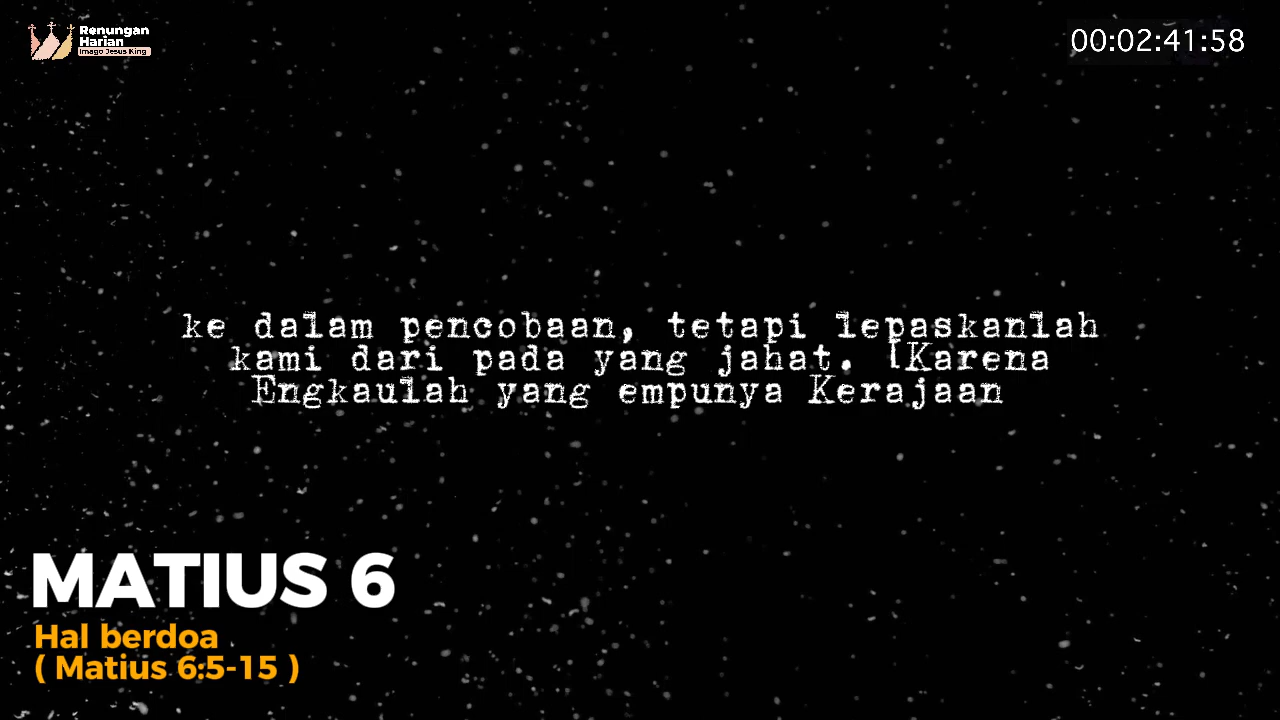 Renungan
Harian
Imago Jesus King
00:02:41:58
ke dalam pencobaan, tetapi lepaskanlah
kami dari pada yang jahat. [Karena
Engkaulah yang empunya Kerajaan
MATIUS 6
Hal berdoa
( Matius 6:5-15 )